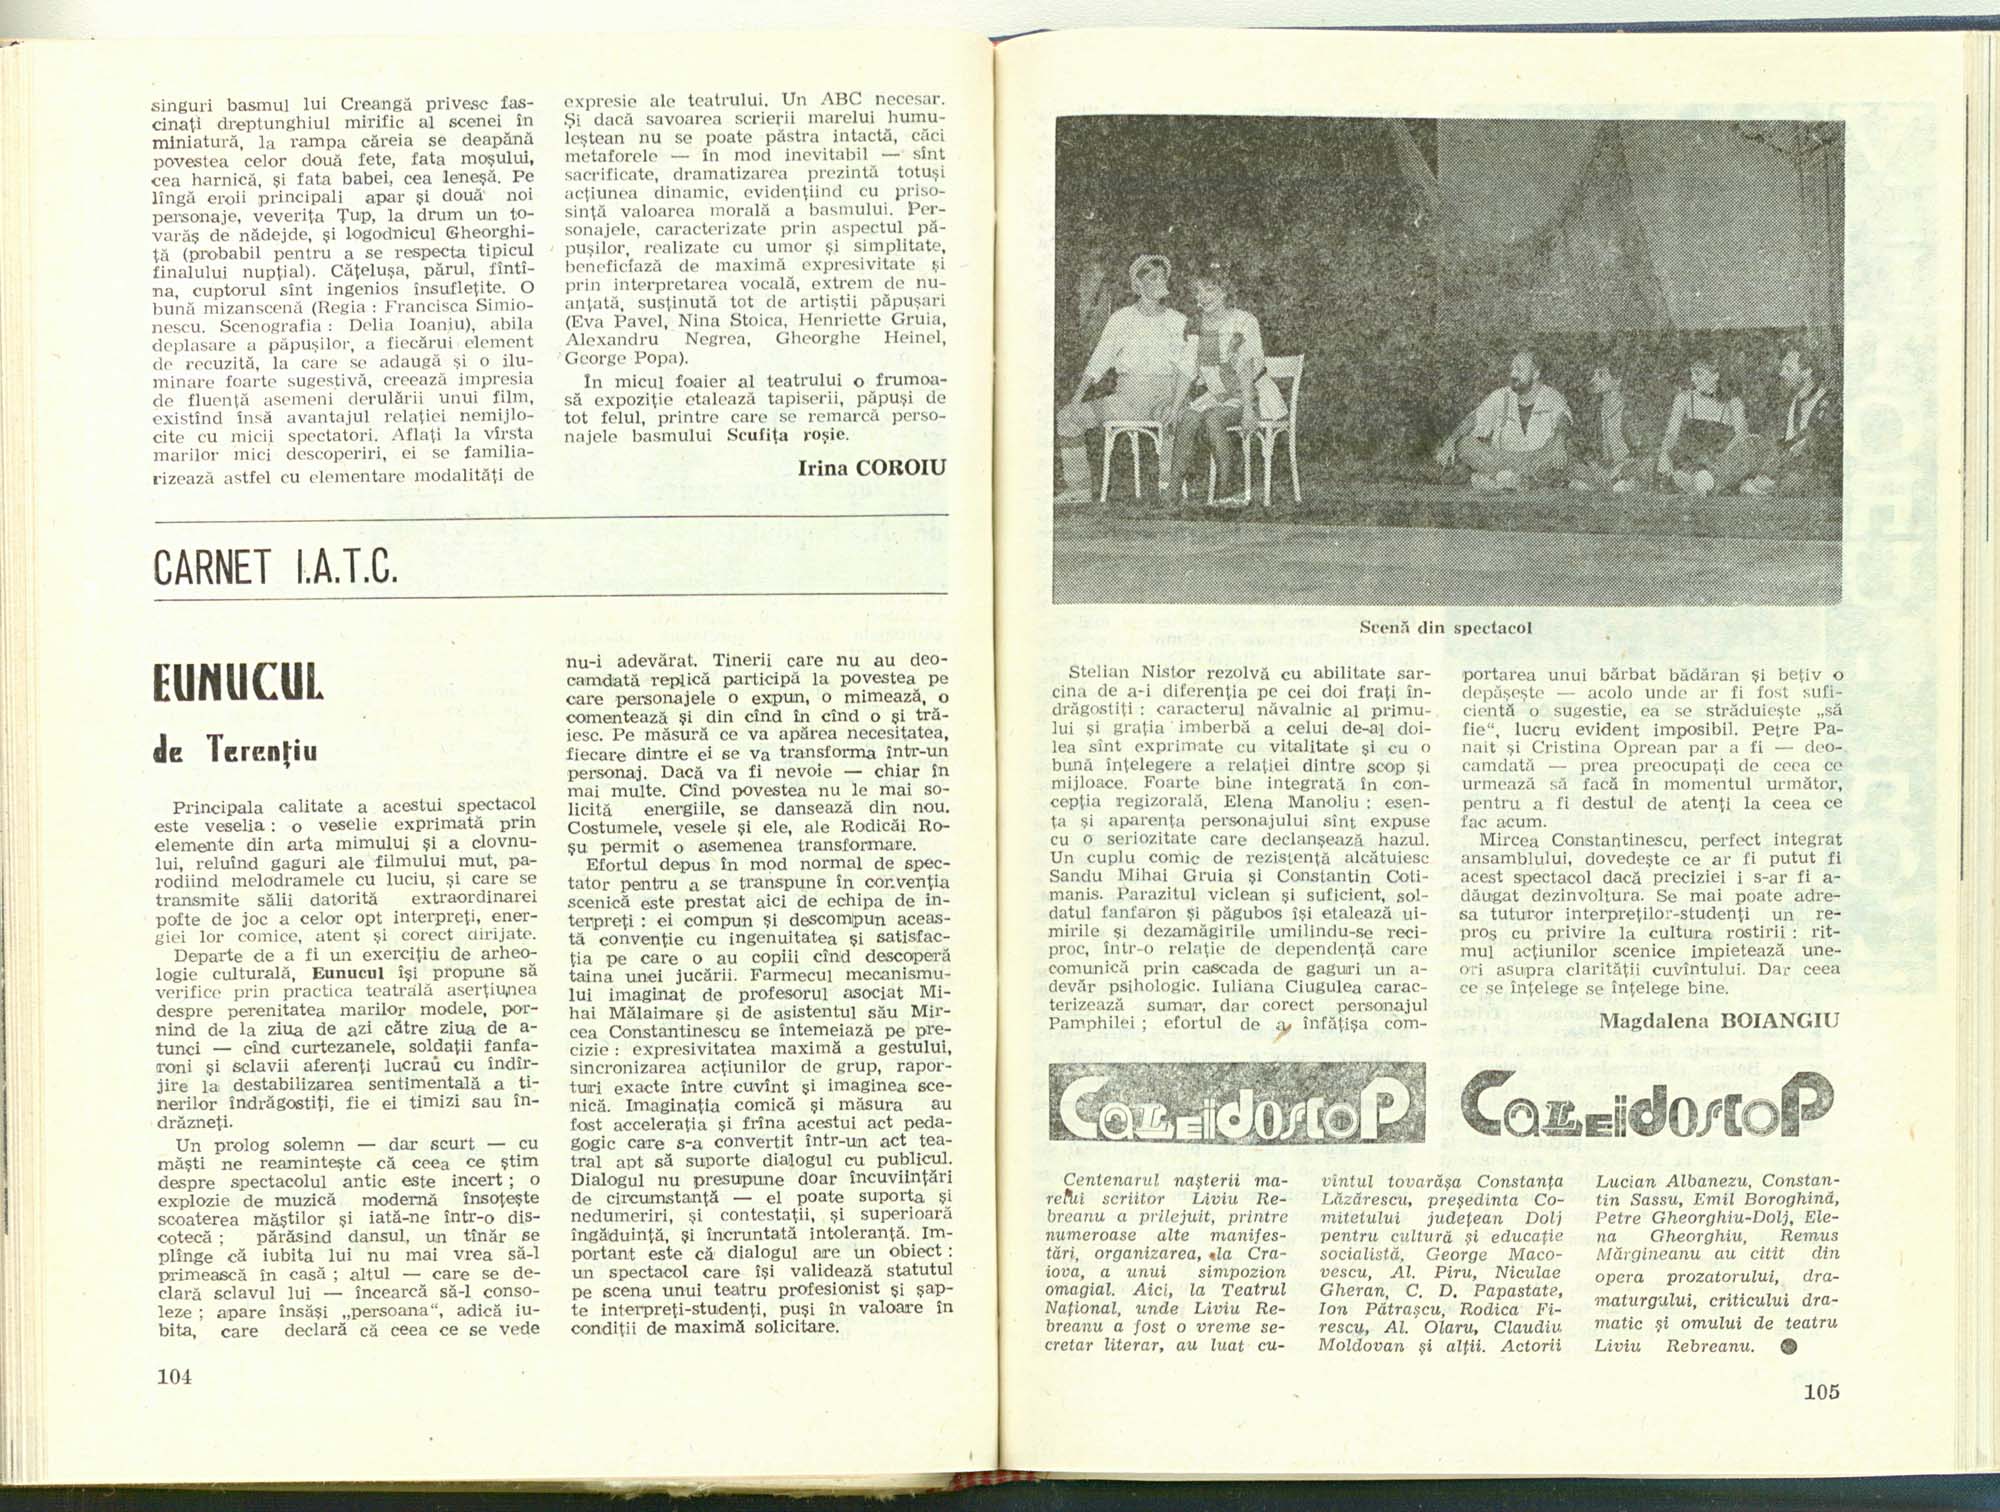 singuri basmul lui Creangă privesc fas-
cinați dreptunghiul mirific al scenei în
miniatură, la rampa căreia se deapănă
povestea celor două fete, fata moșului,
cea harnică, și fata babei, cea leneșă. Pe
lîngă eroii principali apar și două noi
personaje, veverița Țup, la drum un to-
varăș de nădejde, și logodnicul Gheorghi-
ță (probabil pentru a se respecta tipicul
finalului nupțial). Cățelușa, părul, fîntî-
na, cuptorul sînt ingenios însuflețite. O
bună mizanscenă (Regia : Francisca Simio-
nescu. Scenografia : Delia Ioaniu), abila
deplasare a păpușilor, a fiecărui element
de recuzită, la care se adaugă și o ilu-
minare foarte sugestivă, creează impresia
de fluență asemeni derulării unui film,
existînd însă avantajul relației nemijlo-
cite cu micii spectatori. Aflați la vîrsta
marilor mici descoperiri, ei se familia-
rizează astfel cu elementare modalități de
expresie ale teatrului. Un ABC necesar.
Și dacă savoarea scrierii marelui humu-
leștean nu se poate păstra intactă, căci
metaforele — în mod inevitabil — sînt
sacrificate, dramatizarea prezintă totuși
acțiunea dinamic, evidențiind cu priso-
sință valoarea morală a basmului. Per-
sonajele, caracterizate prin aspectul pă-
pușilor, realizate cu umor și simplitate,
beneficiază de maximă expresivitate și
prin interpretarea vocală, extrem de nu-
anțată, susținută tot de artiștii păpușari
(Eva Pavel, Nina Stoica, Henriette Gruia,
Alexandru Negrea, Gheorghe Heinel,
George Popa).
În micul foaier al teatrului o frumoa-
să expoziție etalează tapiserii, păpuși de
tot felul, printre care se remarcă perso-
najele basmului Scufița roșie.
Irina COROIU
CARNET I.A.T.C.
EUNUCUL
de Terențiu
Principala calitate a acestui spectacol
este veselia : o veselie exprimată prin
elemente din arta mimului și a clovnu-
lui, reluînd gaguri ale filmului mut, pa-
rodiind melodramele cu luciu, și care se
transmite sălii datorită extraordinarei
pofte de joc a celor opt interpreți, ener-
giei lor comice, atent și corect dirijate.
Departe de a fi un exercițiu de arheo-
logie culturală, Eunucul își propune să
verifice prin practica teatrală aserțiunea
despre perenitatea marilor modele, por-
nind de la ziua de azi către ziua de a-
tunci — cînd curtezanele, soldații fanfa-
roni și sclavii aferenți lucrau cu îndîr-
jire la destabilizarea sentimentală a ti-
nerilor îndrăgostiți, fie ei timizi sau în-
drăzneți.
Un prolog solemn — dar scurt — cu
măști ne reamintește că ceea ce știm
despre spectacolul antic este incert ; o
explozie de muzică modernă însoțește
scoaterea măștilor și iată-ne într-o dis-
cotecă ; părăsind dansul, un tînăr se
plînge că iubita lui nu mai vrea să-l
primească în casă ; altul — care se de-
clară sclavul lui — încearcă să-l conso-
leze ; apare însăși „persoana“, adică iu-
bita, care declară că ceea ce se vede
nu-i adevărat. Tinerii care nu au deo-
camdată replică participă la povestea pe
care personajele o expun, o mimează, o
comentează și din cînd în cînd o și tră-
iesc. Pe măsură ce va apărea necesitatea,
fiecare dintre ei se va transforma într-un
personaj. Dacă va fi nevoie — chiar în
mai multe. Cînd povestea nu le mai so-
licită energiile, se dansează din nou.
Costumele, vesele și ele, ale Rodicăi Ro-
șu permit o asemenea transformare.
Efortul depus în mod normal de spec-
tator pentru a se transpune în convenția
scenică este prestat aici de echipa de in-
terpreți : ei compun și descompun aceas-
tă convenție cu ingenuitatea și satisfac-
ția pe care o au copiii cînd descoperă
taina unei jucării. Farmecul mecanismu-
lui imaginat de profesorul asociat Mi-
hai Mălaimare și de asistentul său Mir-
cea Constantinescu se întemeiază pe pre-
cizie : expresivitatea maximă a gestului,
sincronizarea acțiunilor de grup, rapor-
turi exacte între cuvînt și imaginea sce-
nică. Imaginația comică și măsura au
fost accelerația și frîna acestui act peda-
gogic care s-a convertit într-un act tea-
tral apt să suporte dialogul cu publicul.
Dialogul nu presupune doar încuviințări
de circumstanță — el poate suporta și
nedumeriri, și contestații, și superioară
îngăduință, și încruntată intoleranță. Im-
portant este că dialogul are un obiect :
un spectacol care își validează statutul
pe scena unui teatru profesionist și șap-
te interpreți-studenți, puși în valoare în
condiții de maximă solicitare.
104
Scenă din spectacol
Stelian Nistor rezolvă cu abilitate sar-
cina de a-i diferenția pe cei doi frați în-
drăgostiți : caracterul năvalnic al primu-
lui și grația imberbă a celui de-al doi-
lea sînt exprimate cu vitalitate și cu o
bună înțelegere a relației dintre scop și
mijloace. Foarte bine integrată în con-
cepția regizorală, Elena Manoliu : esen-
ța și aparența personajului sînt expuse
cu o seriozitate care declanșează hazul.
Un cuplu comic de rezistență alcătuiesc
Sandu Mihai Gruia și Constantin Coti-
manis. Parazitul viclean și suficient, sol-
datul fanfaron și păgubos își etalează ui-
mirile și dezamăgirile umilindu-se reci-
proc, într-o relație de dependență care
comunică prin cascada de gaguri un a-
devăr psihologic. Iuliana Ciugulea carac-
terizează sumar, dar corect personajul
Pamphilei ; efortul de a înfățișa com-
portarea unui bărbat bădăran și bețiv o
depășește — acolo unde ar fi fost sufi-
cientă o sugestie, ea se străduiește „să
fie“, lucru evident imposibil. Petre Pa-
nait și Cristina Oprean par a fi — deo-
camdată — prea preocupați de ceea ce
urmează să facă în momentul următor,
pentru a fi destul de atenți la ceea ce
fac acum.
Mircea Constantinescu, perfect integrat
ansamblului, dovedește ce ar fi putut fi
acest spectacol dacă preciziei i s-ar fi a-
dăugat dezinvoltura. Se mai poate adre-
sa tuturor interpreților-studenți un re-
proș cu privire la cultura rostirii : rit-
mul acțiunilor scenice impietează une-
ori asupra clarității cuvîntului. Dar ceea
ce se înțelege se înțelege bine.
Magdalena BOIANGIU
CALEidoscoP CALEidoscoP
Centenarul nașterii ma-
relui scriitor Liviu Re-
breanu a prilejuit, printre
numeroase alte manifes-
tări, organizarea, la Cra-
iova, a unui simpozion
omagial. Aici, la Teatrul
Național, unde Liviu Re-
breanu a fost o vreme se-
cretar literar, au luat cu-
vîntul tovarășa Constanța
Lăzărescu, președinta Co-
mitetului județean Dolj
pentru cultură și educație
socialistă, George Maco-
vescu, Al. Piru, Niculae
Gheran, C. D. Papastate,
Ion Pătrașcu, Rodica Fi-
rescu, Al. Olaru, Claudiu
Moldovan și alții. Actorii
Lucian Albanezu, Constan-
tin Sassu, Emil Boroghină,
Petre Gheorghiu-Dolj, Ele-
na Gheorghiu, Remus
Mărgineanu au citit din
opera prozatorului, dra-
maturgului, criticului dra-
matic și omului de teatru
Liviu Rebreanu.
105